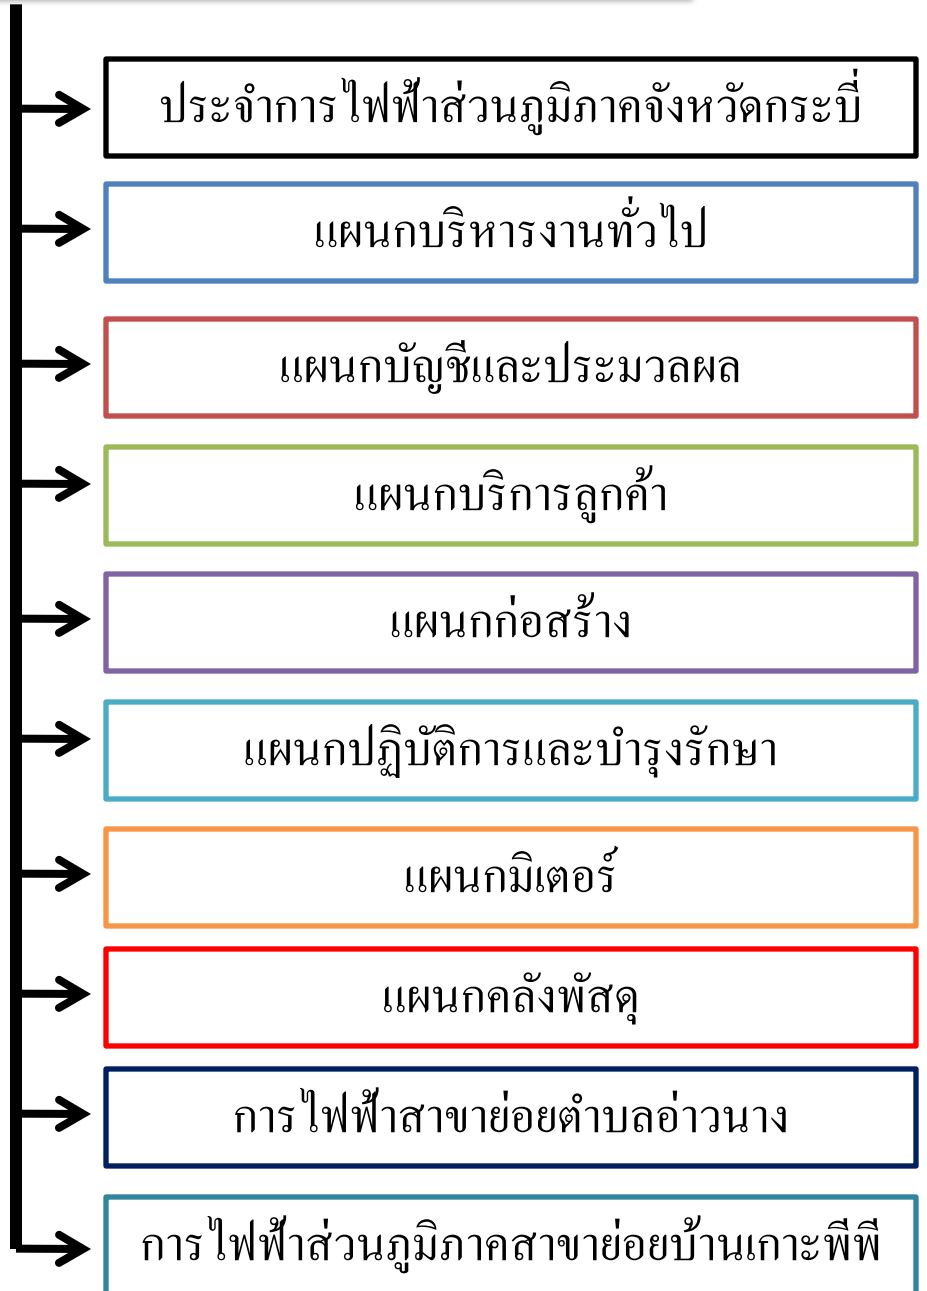 ประจำการไฟฟ้าส่วนภูมิภาคจังหวัดกระบี่
แผนกบริหารงานทั่วไป
แผนกบัญชีและประมวลผล
แผนกบริการลูกค้า
แผนกก่อสร้าง
แผนกปฏิบัติการและบำรุงรักษา
แผนกมิเตอร์
แผนกคลังพัสดุ
การไฟฟ้าสาขาย่อยตำบลอ่าวนาง
การไฟฟ้าส่วนภูมิภาคสาขาย่อยบ้านเกาะพีพี